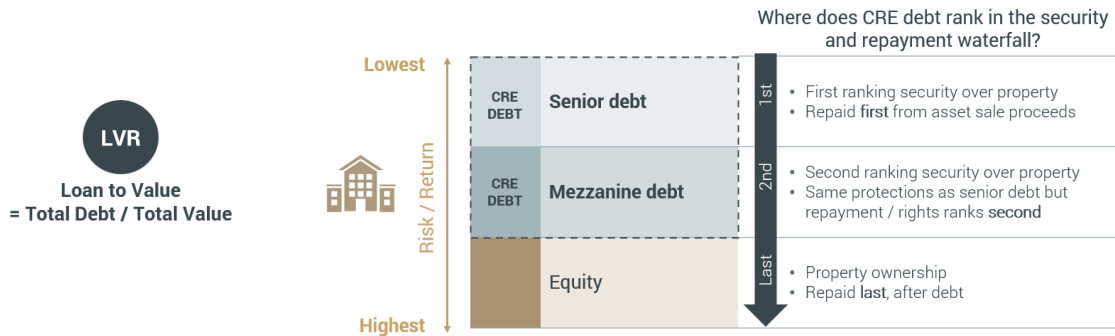 Where does CRE debt rank in the security
and repayment waterfall?
LVR
Loan to Value
= Total Debt / Total Value
Lowest
Risk / Return
Highest
CRE
DEBT
Senior debt
1st
• First ranking security over property
• Repaid first from asset sale proceeds
CRE
DEBT
Mezzanine debt
2nd
• Second ranking security over property
• Same protections as senior debt but
repayment / rights ranks second
Equity
Last
• Property ownership
• Repaid last, after debt